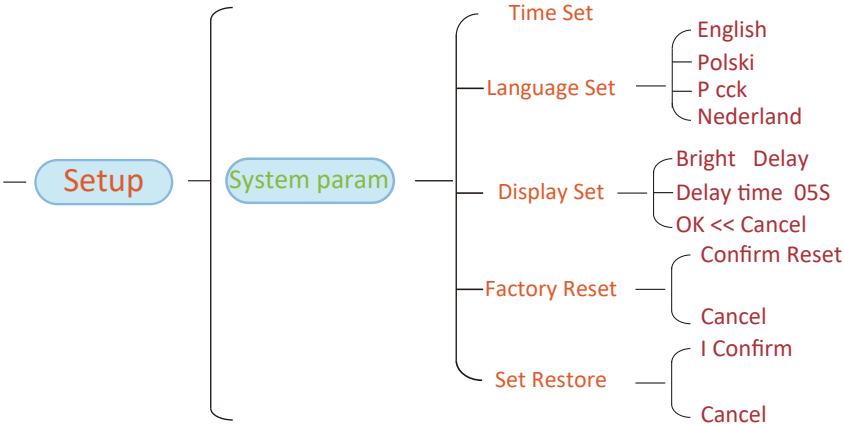 Setup
System param
Time Set
Language Set
English
Polski
P cck
Nederland
Display Set
Bright Delay
Delay time 05S
OK << Cancel
Factory Reset
Confirm Reset
Cancel
Set Restore
I Confirm
Cancel